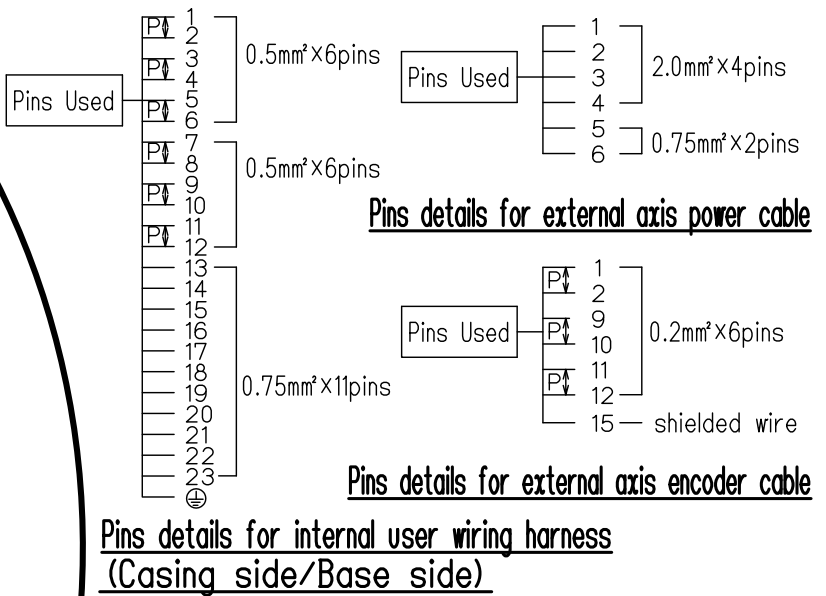 Pins Used
P 1
2
P 3
4
P 5
6
0.5mm²×6pins
P 7
8
P 9
10
P 11
12
0.5mm²×6pins
13
14
15
16
17
18
19
20
21
22
23
0.75mm²×11pins
Pins details for internal user wiring harness
(Casing side/Base side)
Pins Used
1
2
3
4
2.0mm²×4pins
5
6
0.75mm²×2pins
Pins details for external axis power cable
Pins Used
P 1
2
P 9
10
P 11
12
0.2mm²×6pins
15 shielded wire
Pins details for external axis encoder cable